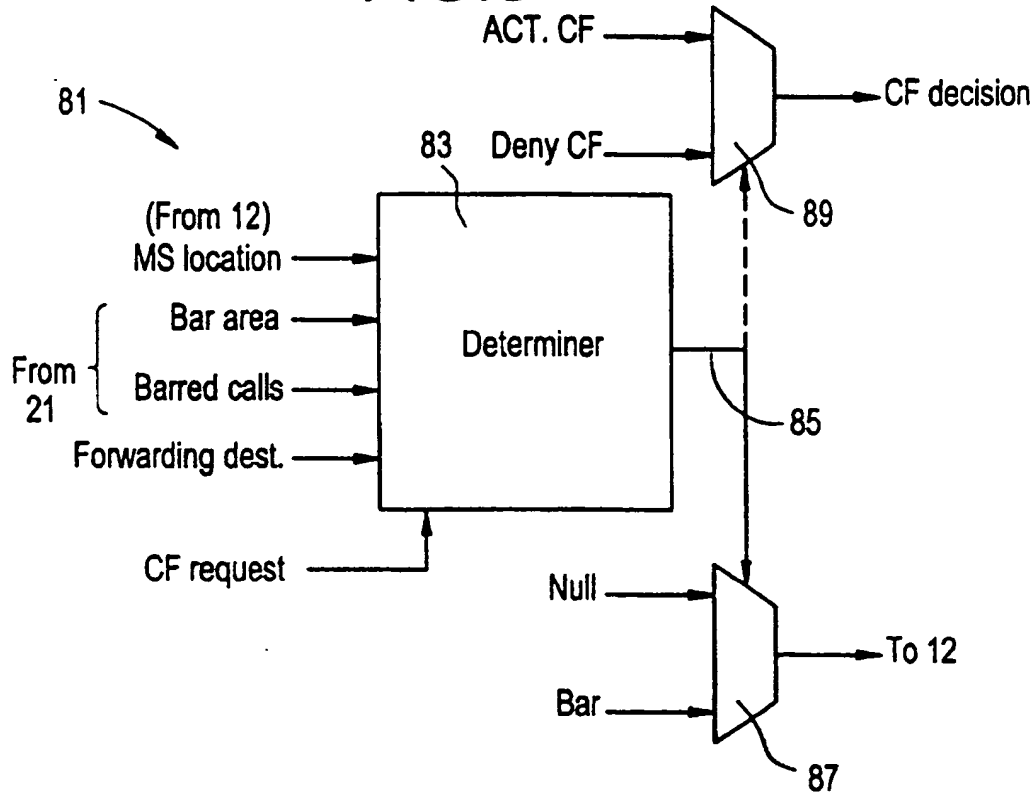 ACT. CF
CF decision
81
Deny CF
83
89
(From 12)
MS location
Bar area
Determiner
From
21
Barred calls
85
Forwarding dest.
CF request
Null
To 12
Bar
87